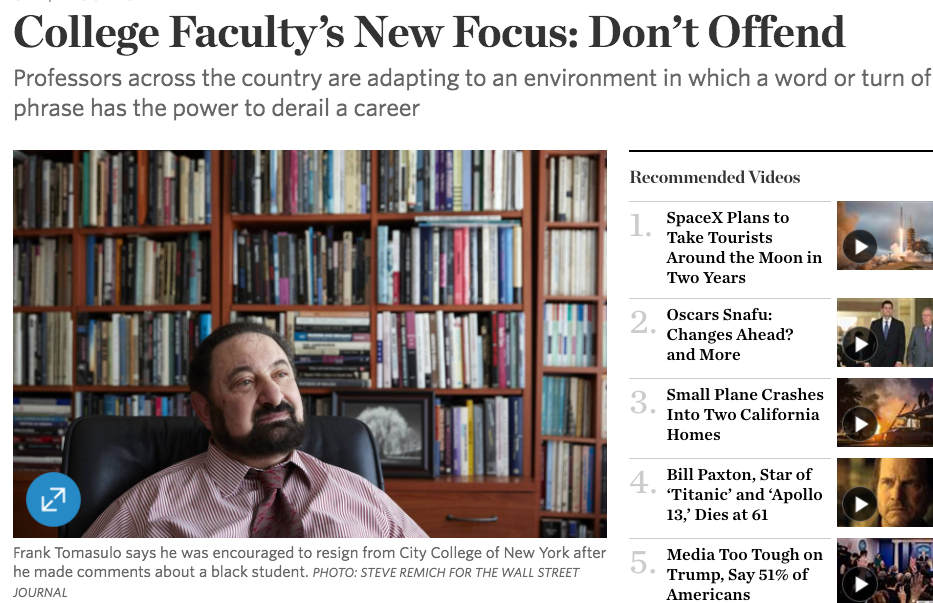 College Faculty’s New Focus: Don’t Offend
Professors across the country are adapting to an environment in which a word or turn of
phrase has the power to derail a career
Frank Tomasulo says he was encouraged to resign from City College of New York after
he made comments about a black student. PHOTO: STEVE REMICH FOR THE WALL STREET
JOURNAL
Recommended Videos
1.
SpaceX Plans to
Take Tourists
Around the Moon in
Two Years
2.
Oscars Snafu:
Changes Ahead?
and More
3.
Small Plane Crashes
Into Two California
Homes
4.
Bill Paxton, Star of
‘Titanic’ and ‘Apollo
13,’ Dies at 61
5.
Media Too Tough on
Trump, Say 51% of
Americans